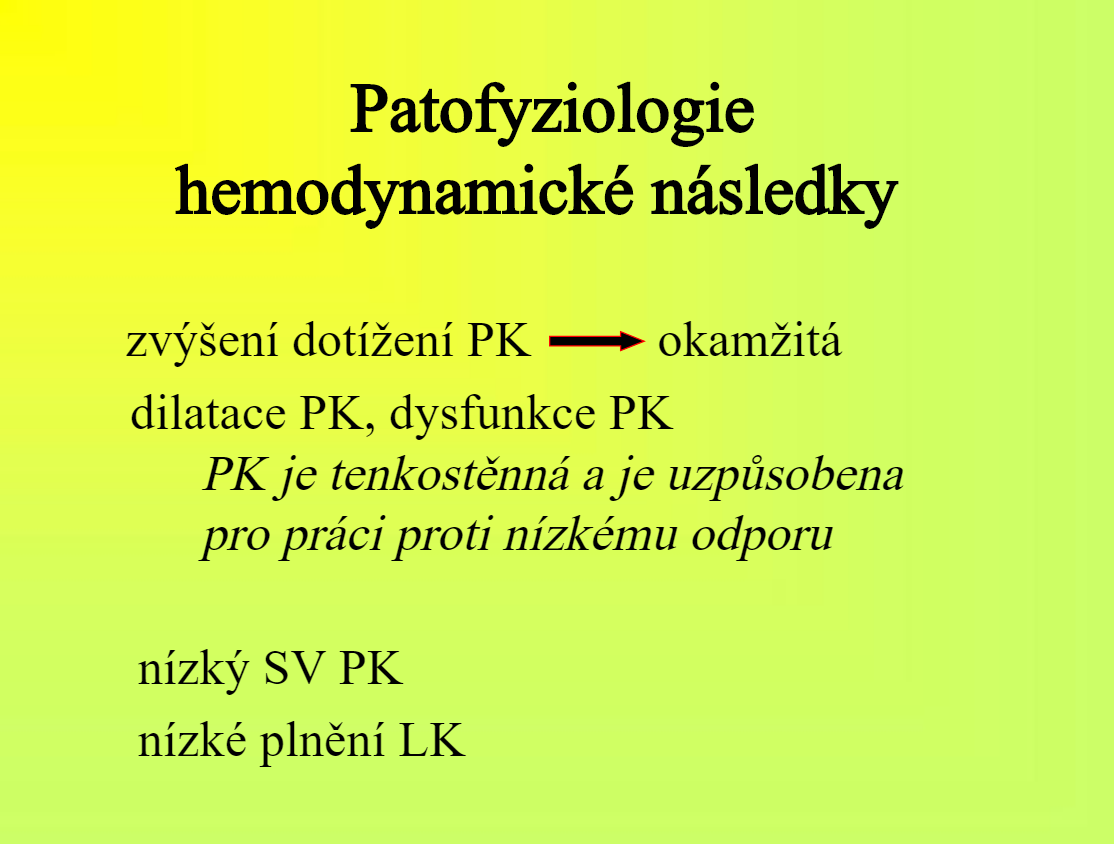 Patofyziologie
hemodynamické následky
zvýšení dotížení PK → okamžitá
dilatace PK, dysfunkce PK
PK je tenkostěnná a je uzpůsobena
pro práci proti nízkému odporu
nízký SV PK
nízké plnění LK